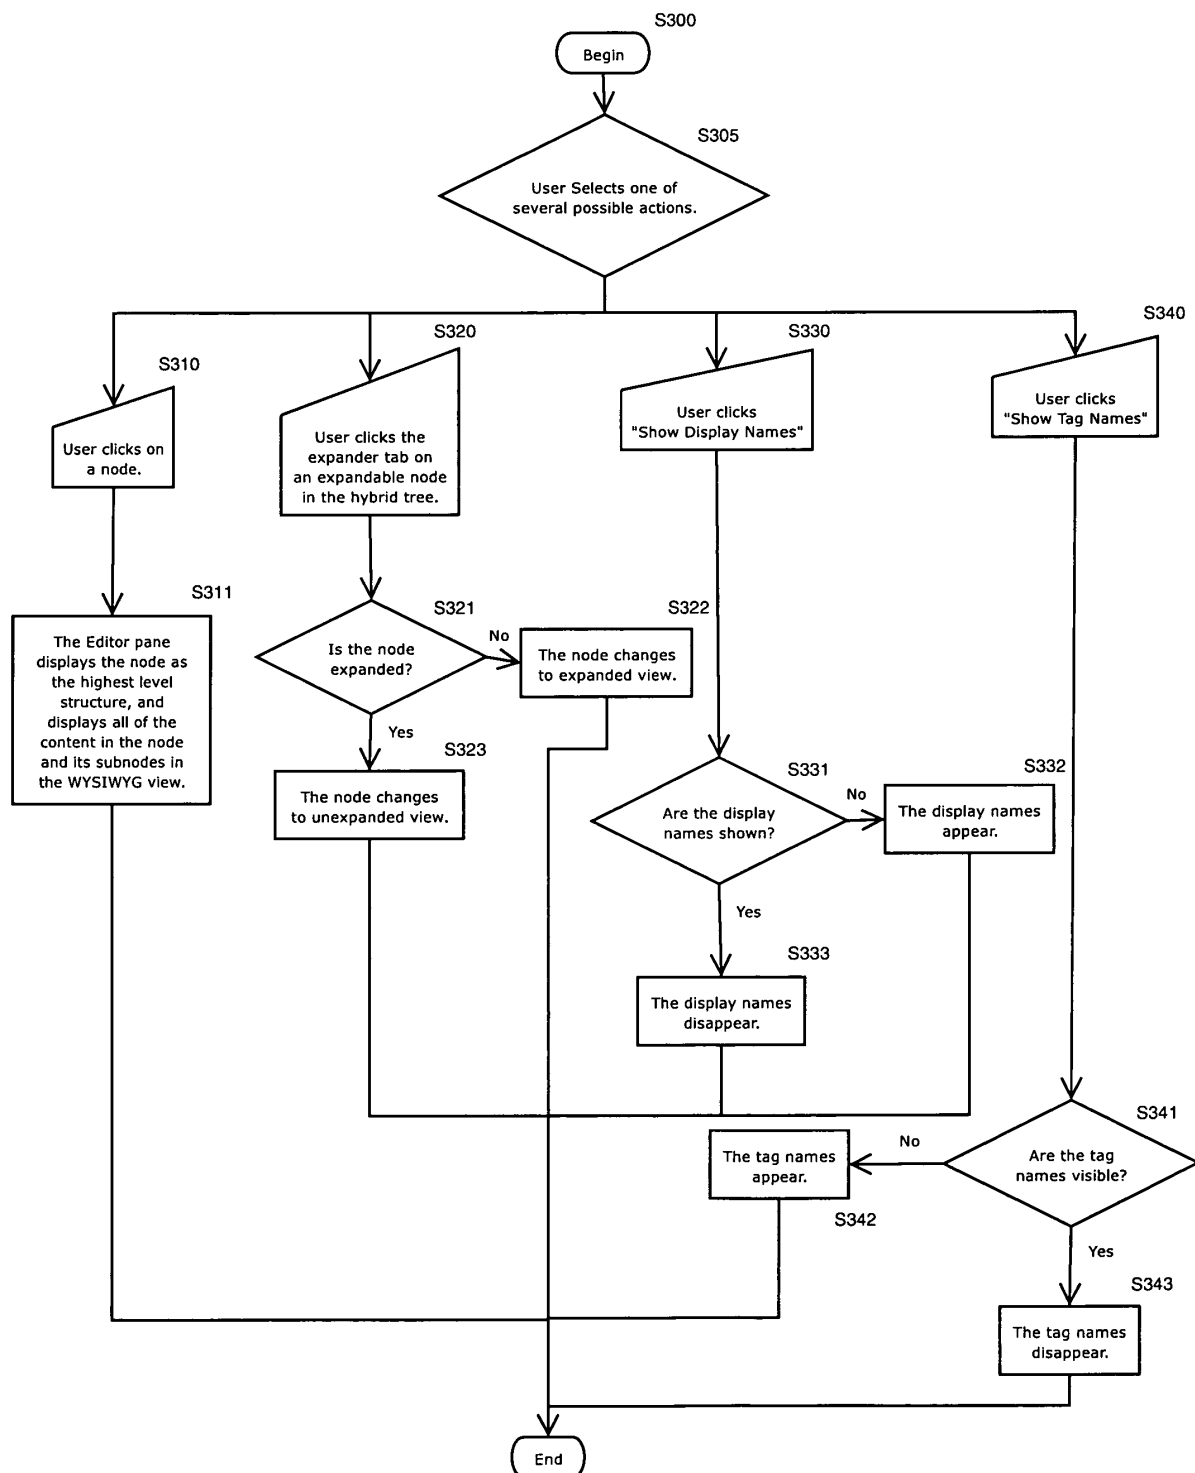 S300
Begin
S305
User Selects one of
several possible actions.
S310
User clicks on
a node.
S320
User clicks the
expander tab on
an expandable node
in the hybrid tree.
S330
User clicks
"Show Display Names"
S340
User clicks
"Show Tag Names"
S311
The Editor pane
displays the node as
the highest level
structure, and
displays all of the
content in the node
and its subnodes in
the WYSIWYG view.
S321
Is the node
expanded?
No
S322
The node changes
to expanded view.
Yes
S323
The node changes
to unexpanded view.
S331
Are the display
names shown?
No
S332
The display names
appear.
Yes
S333
The display names
disappear.
S341
Are the tag
names visible?
No
The tag names
appear.
S342
Yes
S343
The tag names
disappear.
End